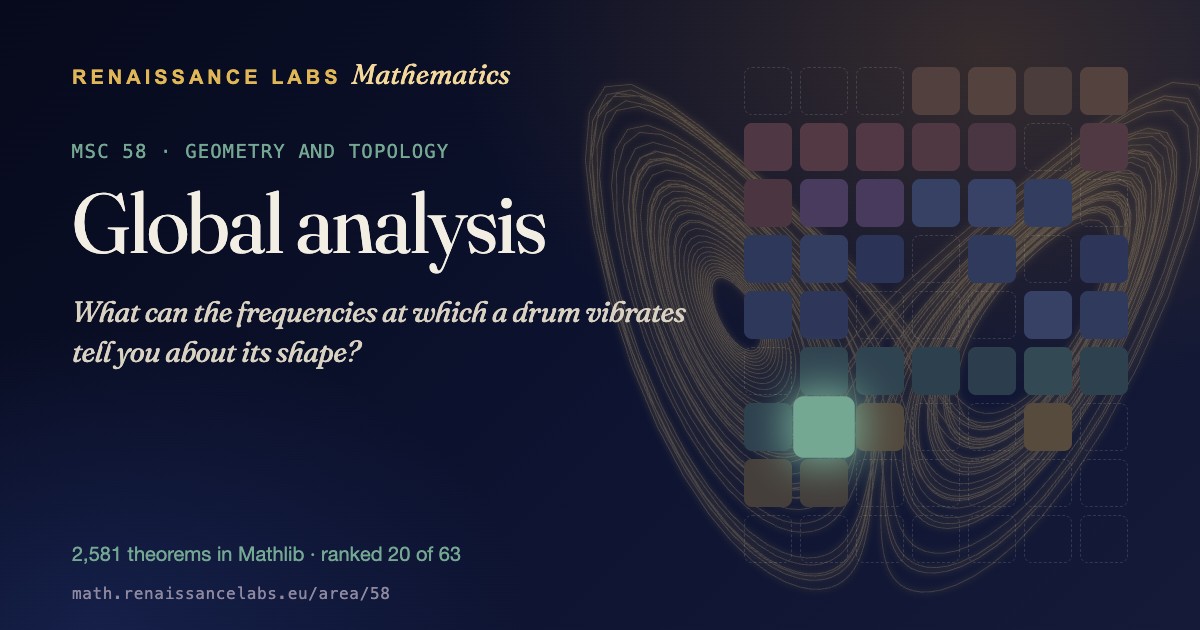 RENAISSANCE LABS Mathematics
MSC 58 · GEOMETRY AND TOPOLOGY
Global analysis
What can the frequencies at which a drum vibrates
tell you about its shape?
2,581 theorems in Mathlib · ranked 20 of 63
math.renaissancelabs.eu/area/58